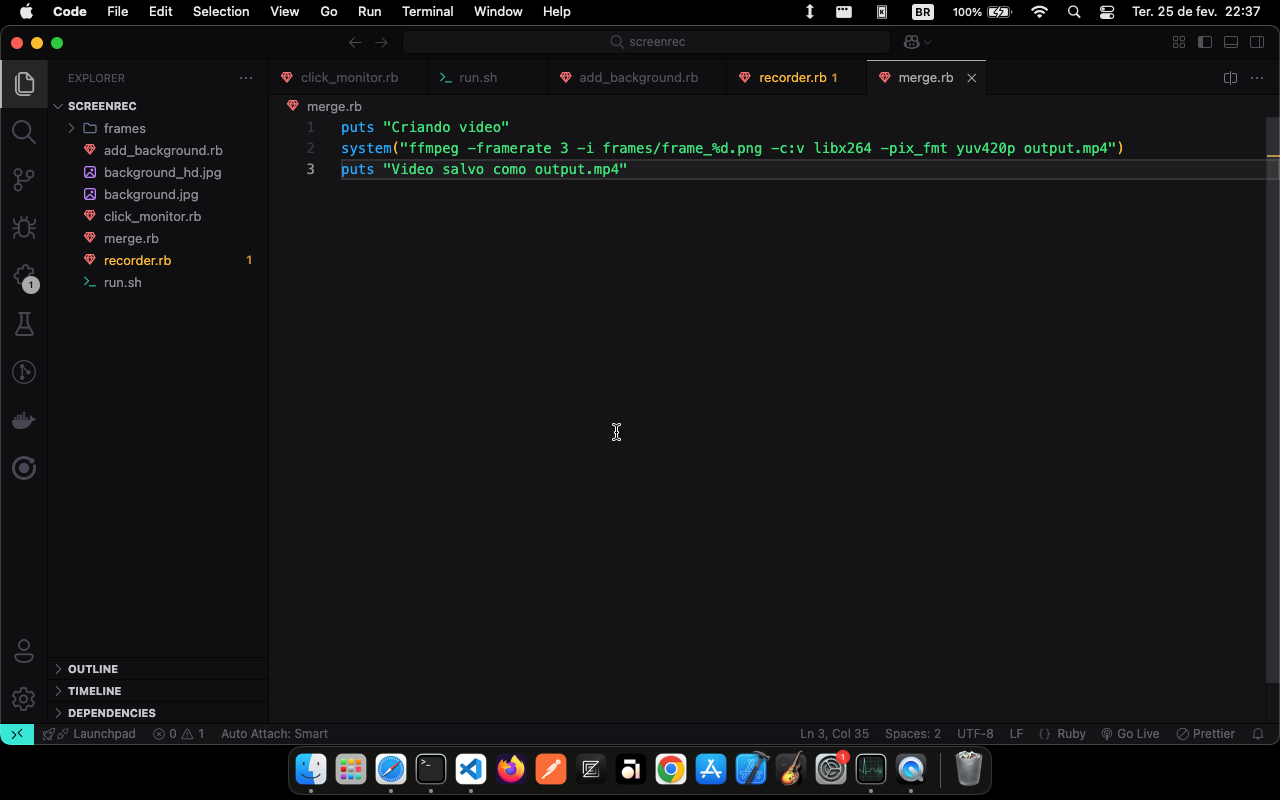 Code File Edit Selection View Go Run Terminal Window Help BR 100% Ter. 25 de fev. 22:37
screenrec
EXPLORER
click_monitor.rb run.sh add_background.rb recorder.rb 1 merge.rb
SCREENREC
frames
add_background.rb
background_hd.jpg
background.jpg
click_monitor.rb
merge.rb
recorder.rb 1
run.sh
1
OUTLINE
TIMELINE
DEPENDENCIES
merge.rb
1 puts "Criando video"
2 system("ffmpeg -framerate 3 -i frames/frame_%d.png -c:v libx264 -pix_fmt yuv420p output.mp4")
3 puts "Video salvo como output.mp4"
Launchpad 0 1 Auto Attach: Smart Ln 3, Col 35 Spaces: 2 UTF-8 LF {} Ruby Go Live Prettier
1